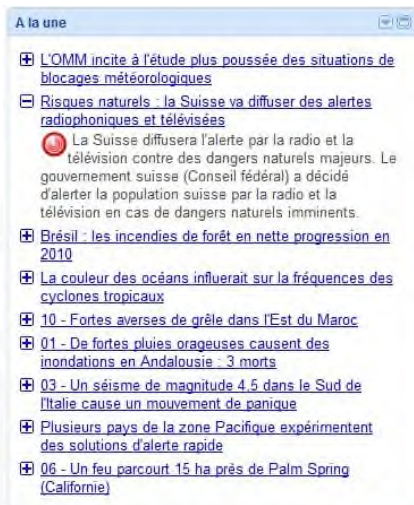 A la une
L'OMM incite à l'étude plus poussée des situations de
blocages météorologiques
Risques naturels : la Suisse va diffuser des alertes
radiophoniques et télévisées
La Suisse diffusera l'alerte par la radio et la
télévision contre des dangers naturels majeurs. Le
gouvernement suisse (Conseil fédéral) a décidé
d'alerter la population suisse par la radio et la
télévision en cas de dangers naturels imminents.
Brésil : les incendies de forêt en nette progression en
2010
La couleur des océans influerait sur la fréquences des
cyclones tropicaux
10 - Fortes averses de grêle dans l'Est du Maroc
01 - De fortes pluies orageuses causent des
inondations en Andalousie : 3 morts
03 - Un séisme de magnitude 4,5 dans le Sud de
l'Italie cause un mouvement de panique
Plusieurs pays de la zone Pacifique expérimentent
des solutions d'alerte rapide
06 - Un feu parcourt 15 ha près de Palm Spring
(Californie)